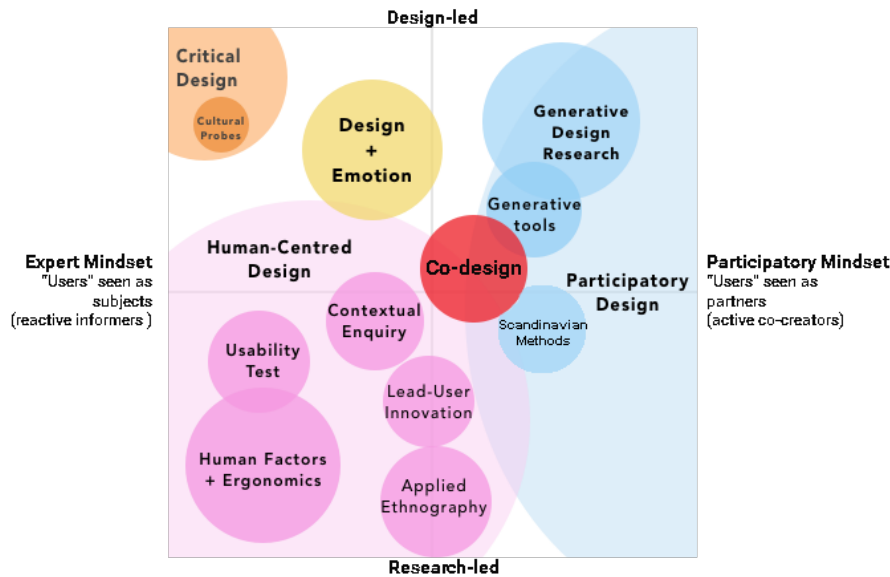 Design-led
Critical
Design
Cultural
Probes
Design
+
Emotion
Generative
Design
Research
Generative
tools
Expert Mindset
"Users" seen as
subjects
(reactive informers )
Human-Centred
Design
Co-design
Participatory
Design
Participatory Mindset
"Users" seen as
partners
(active co-creators)
Contextual
Enquiry
Scandinavian
Methods
Usability
Test
Lead-User
Innovation
Human Factors
+ Ergonomics
Applied
Ethnography
Research-led